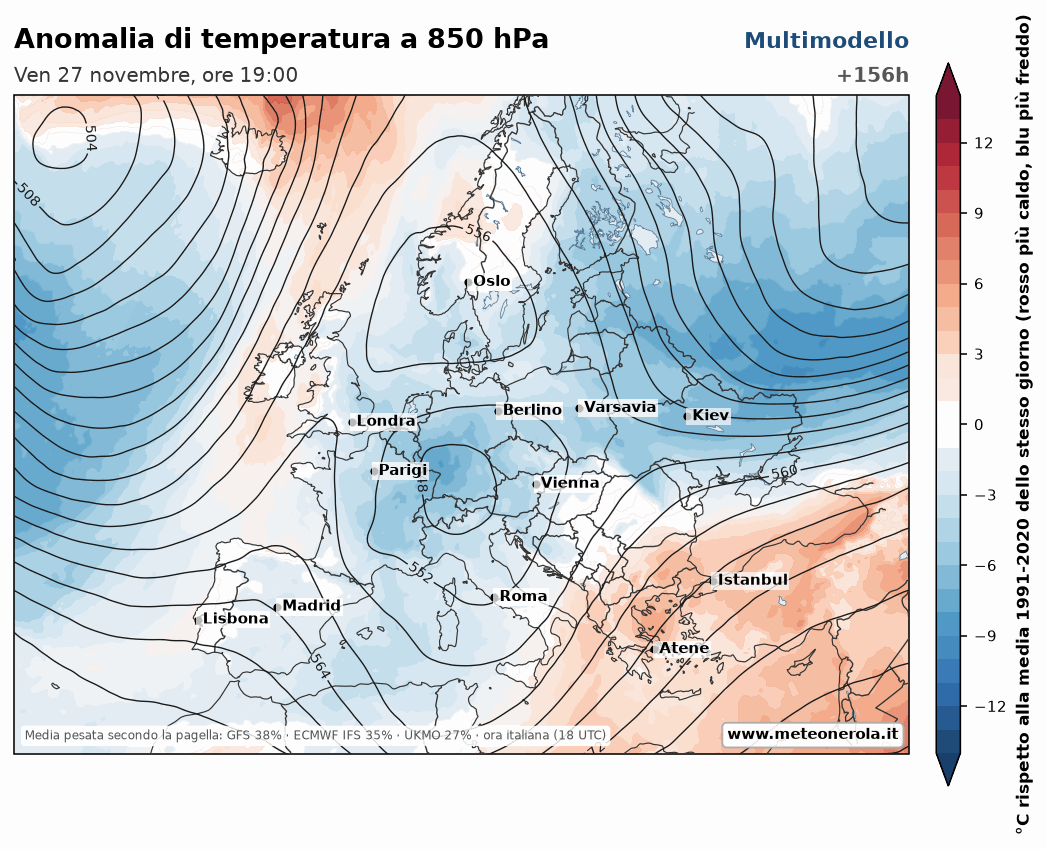 Anomalia di temperatura a 850 hPa
Multimodello
Ven 27 novembre, ore 19:00
+156h
504
508
556
Oslo
Londra
Berlino
Varsavia
Kiev
Parigi
Vienna
560
552
Istanbul
Roma
Madrid
Lisbona
Atene
564
Media pesata secondo la pagella: GFS 38% · ECMWF IFS 35% · UKMO 27% · ora italiana (18 UTC)
www.meteonerola.it
12
9
6
3
0
−3
−6
−9
−12
°C rispetto alla media 1991-2020 dello stesso giorno (rosso più caldo, blu più freddo)